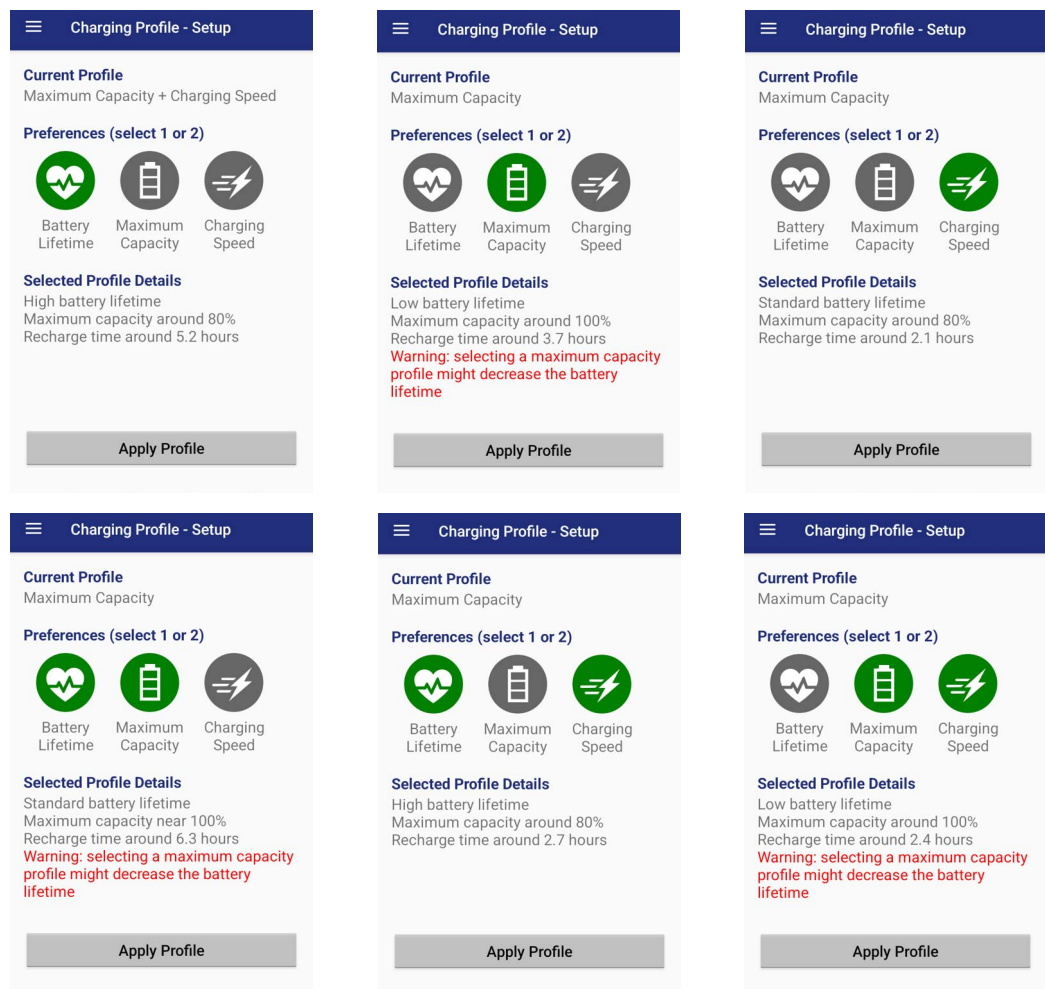 Charging Profile - Setup
Current Profile
Maximum Capacity + Charging Speed
Preferences (select 1 or 2)
Battery Lifetime
Maximum Capacity
Charging Speed
Selected Profile Details
High battery lifetime
Maximum capacity around 80%
Recharge time around 5.2 hours
Apply Profile
Charging Profile - Setup
Current Profile
Maximum Capacity
Preferences (select 1 or 2)
Battery Lifetime
Maximum Capacity
Charging Speed
Selected Profile Details
Low battery lifetime
Maximum capacity around 100%
Recharge time around 3.7 hours
Warning: selecting a maximum capacity
profile might decrease the battery
lifetime
Apply Profile
Charging Profile - Setup
Current Profile
Maximum Capacity
Preferences (select 1 or 2)
Battery Lifetime
Maximum Capacity
Charging Speed
Selected Profile Details
Standard battery lifetime
Maximum capacity around 80%
Recharge time around 2.1 hours
Apply Profile
Charging Profile - Setup
Current Profile
Maximum Capacity
Preferences (select 1 or 2)
Battery Lifetime
Maximum Capacity
Charging Speed
Selected Profile Details
Standard battery lifetime
Maximum capacity near 100%
Recharge time around 6.3 hours
Warning: selecting a maximum capacity
profile might decrease the battery
lifetime
Apply Profile
Charging Profile - Setup
Current Profile
Maximum Capacity
Preferences (select 1 or 2)
Battery Lifetime
Maximum Capacity
Charging Speed
Selected Profile Details
High battery lifetime
Maximum capacity around 80%
Recharge time around 2.7 hours
Apply Profile
Charging Profile - Setup
Current Profile
Maximum Capacity
Preferences (select 1 or 2)
Battery Lifetime
Maximum Capacity
Charging Speed
Selected Profile Details
Low battery lifetime
Maximum capacity around 100%
Recharge time around 2.4 hours
Warning: selecting a maximum capacity
profile might decrease the battery
lifetime
Apply Profile